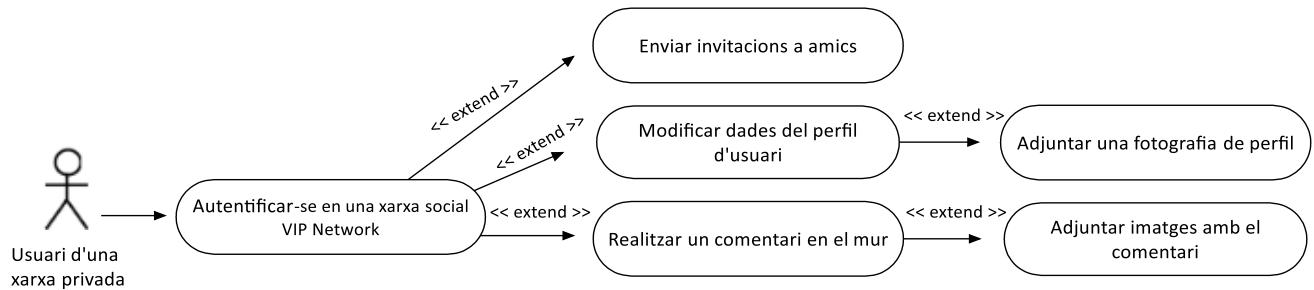 Enviar invitacions a amics
<< extend >>
<< extend >>
Modificar dades del perfil
d'usuari
<< extend >>
Adjuntar una fotografia de perfil
Autentificar-se en una xarxa social
VIP Network
<< extend >>
Realitzar un comentari en el mur
<< extend >>
Adjuntar imatges amb el
comentari
Usuari d'una
xarxa privada